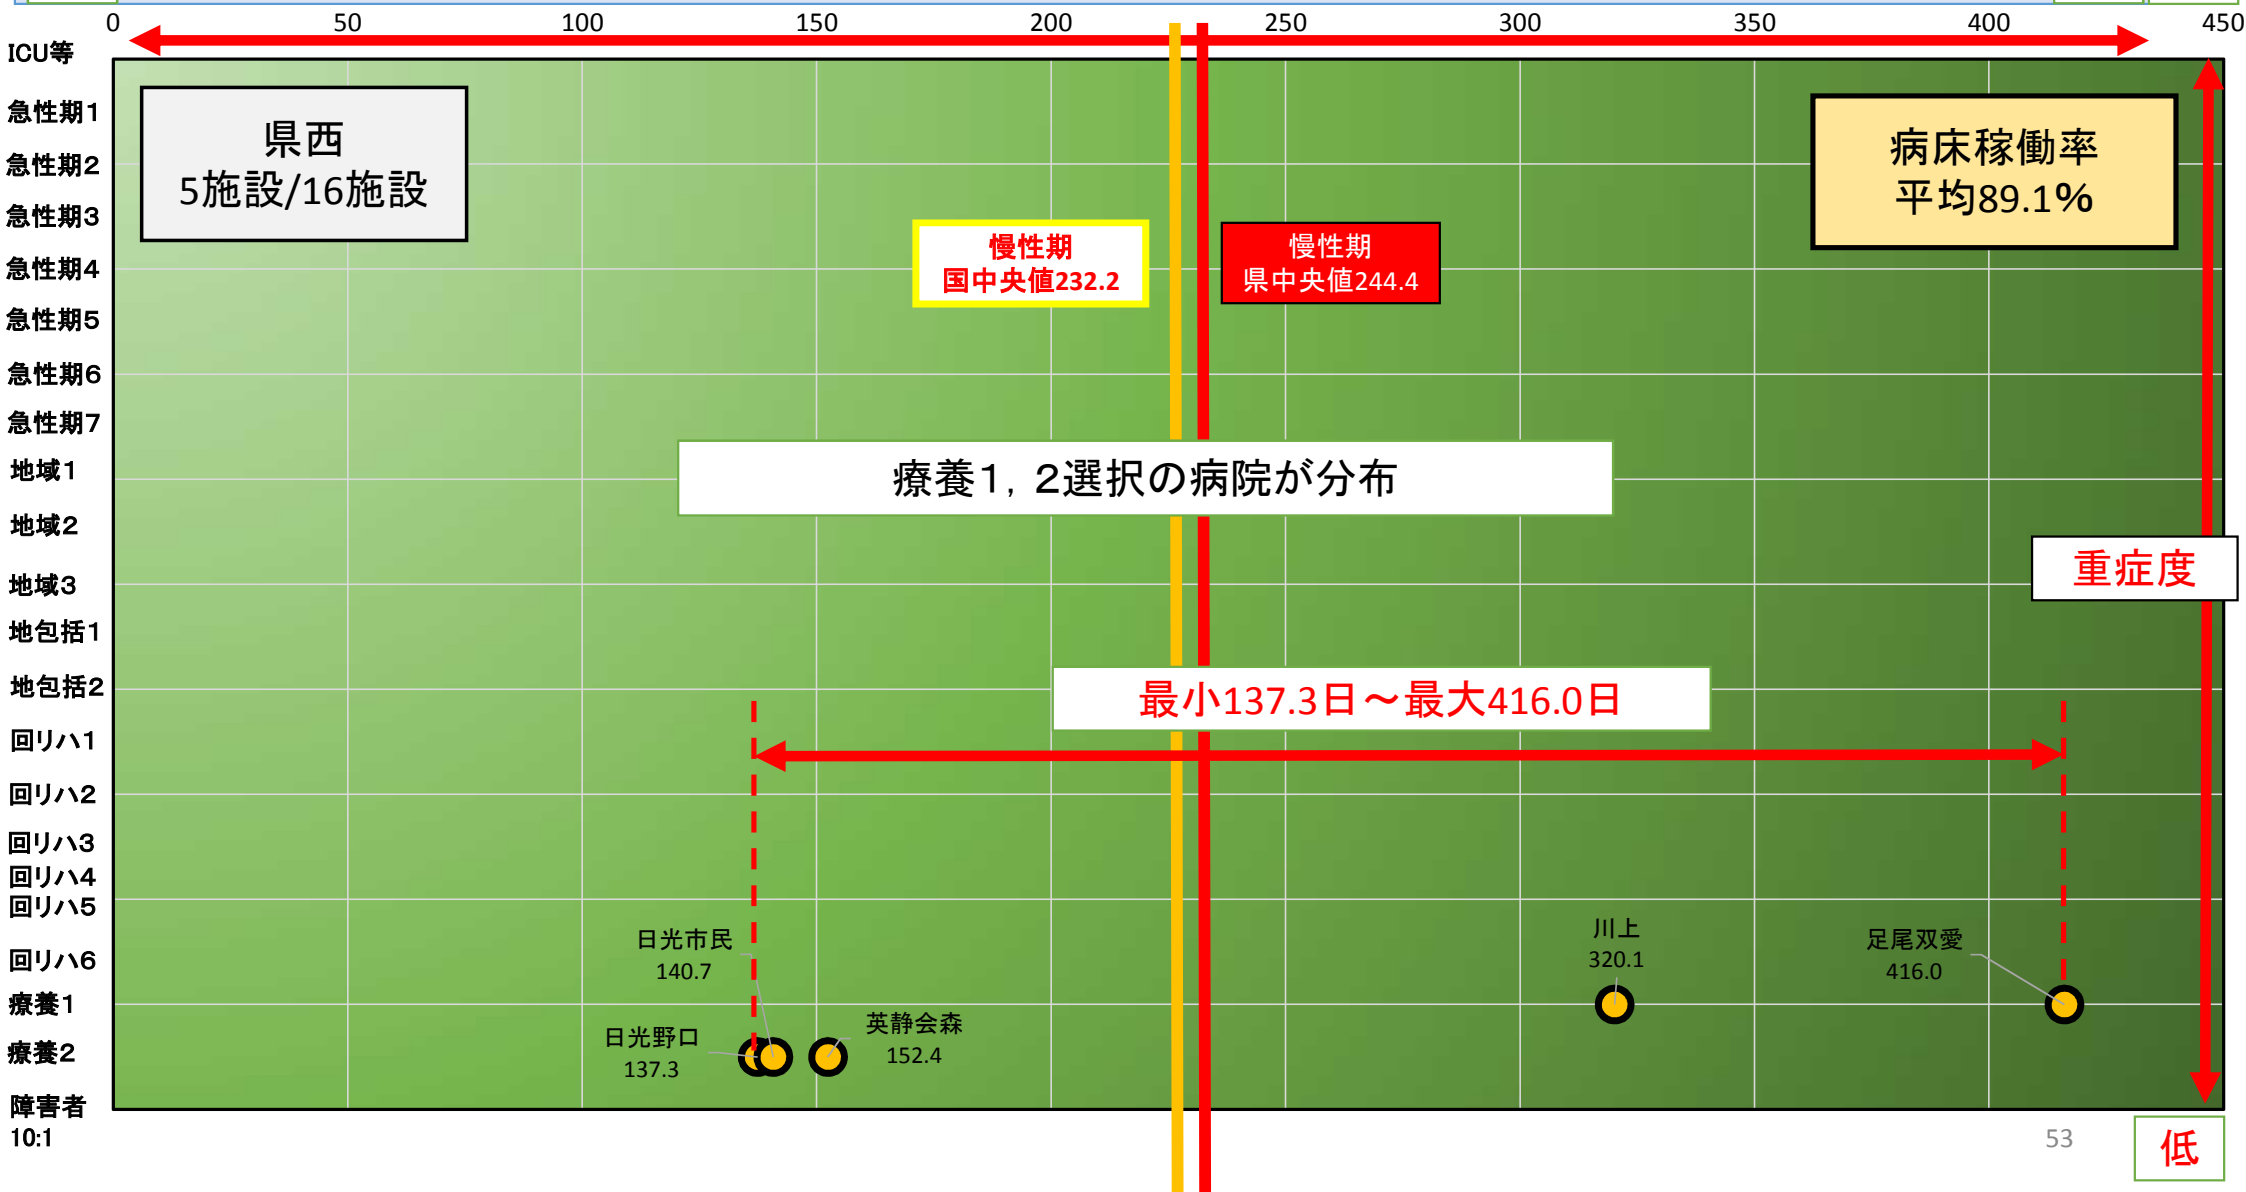 0 50 100 150 200 250 300 350 400 450
ICU等
急性期1
急性期2
急性期3
急性期4
急性期5
急性期6
急性期7
地域1
地域2
地域3
地包括1
地包括2
回リハ1
回リハ2
回リハ3
回リハ4
回リハ5
回リハ6
療養1
療養2
障害者
10:1
県西
5施設/16施設
病床稼働率
平均89.1%
慢性期
国中央値232.2
慢性期
県中央値244.4
療養1，2選択の病院が分布
重症度
最小137.3日～最大416.0日
日光市民
140.7
日光野口
137.3
英静会森
152.4
川上
320.1
足尾双愛
416.0
53
低